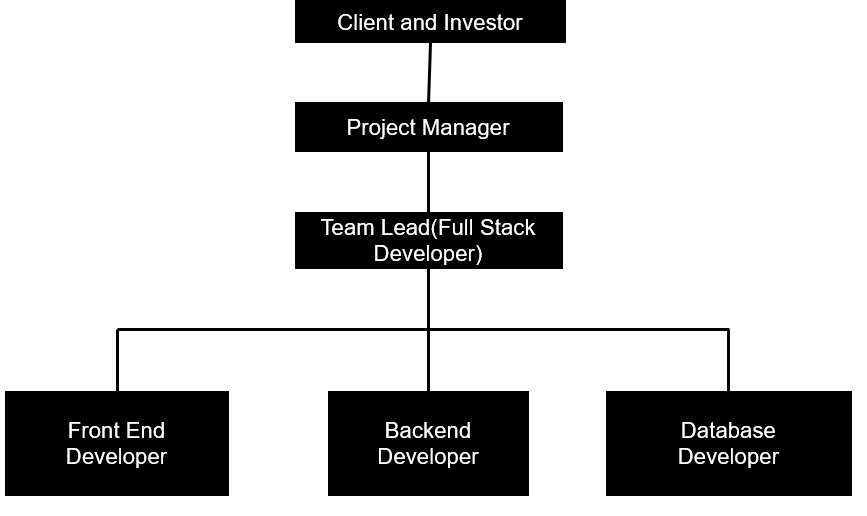 Client and Investor
Project Manager
Team Lead(Full Stack
Developer)
Front End
Developer
Backend
Developer
Database
Developer